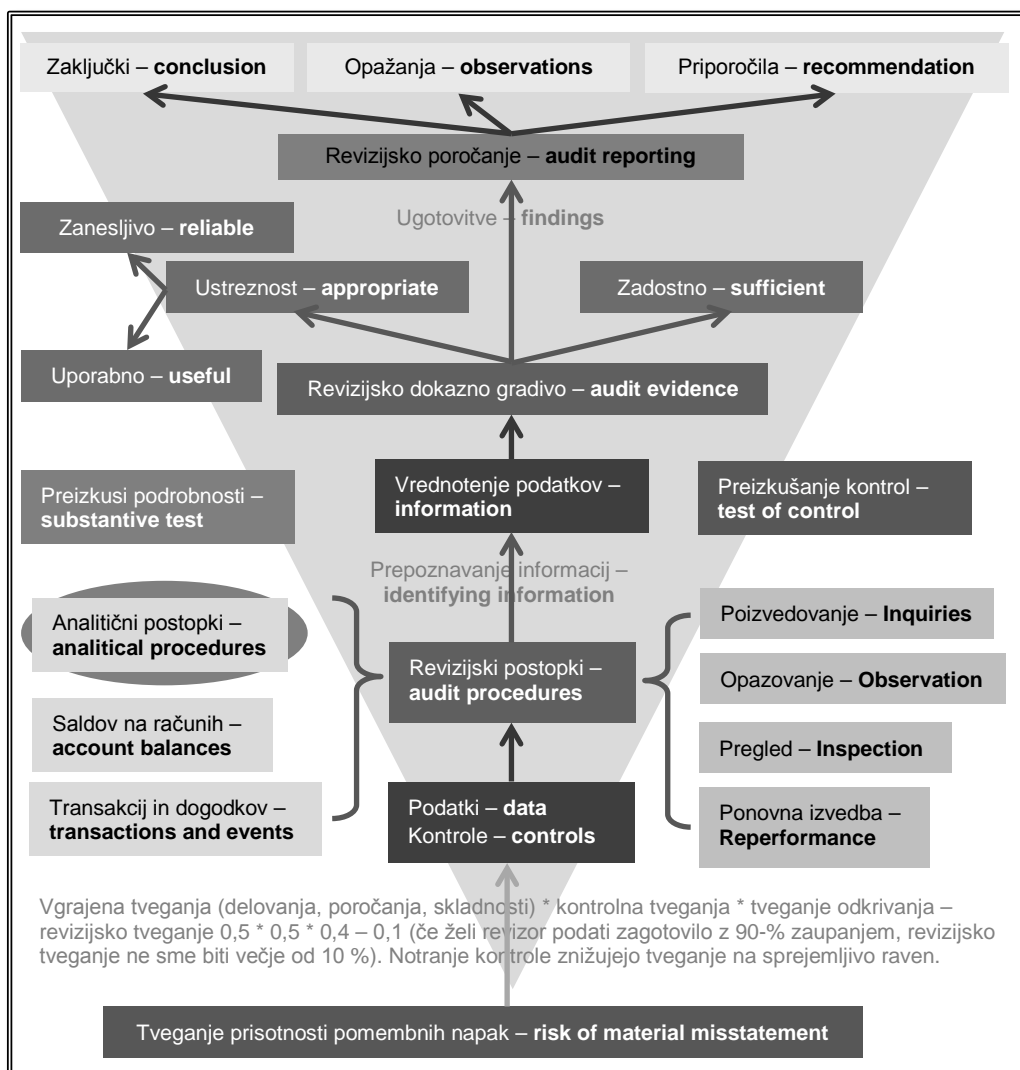 Zaključki – conclusion
Opažanja – observations
Priporočila – recommendation
Revizijsko poročanje – audit reporting
Ugotovitve – findings
Zanesljivo – reliable
Ustreznost – appropriate
Zadostno – sufficient
Uporabno – useful
Revizijsko dokazno gradivo – audit evidence
Preizkusi podrobnosti –
substantive test
Vrednotenje podatkov –
information
Preizkušanje kontrol –
test of control
Prepoznavanje informacij –
identifying information
Analitični postopki –
analitical procedures
Saldov na računih –
account balances
Transakcij in dogodkov –
transactions and events
Revizijski postopki –
audit procedures
Podatki – data
Kontrole – controls
Poizvedovanje – Inquiries
Opazovanje – Observation
Pregled – Inspection
Ponovna izvedba –
Reperformance
Vgrajena tveganja (delovanja, poročanja, skladnosti) * kontrolna tveganja * tveganje odkrivanja –
revizijsko tveganje 0,5 * 0,5 * 0,4 – 0,1 (če želi revizor podati zagotovilo z 90-% zaupanjem, revizijsko
tveganje ne sme biti večje od 10 %). Notranje kontrole znižujejo tveganje na sprejemljivo raven.
Tveganje prisotnosti pomembnih napak – risk of material misstatement